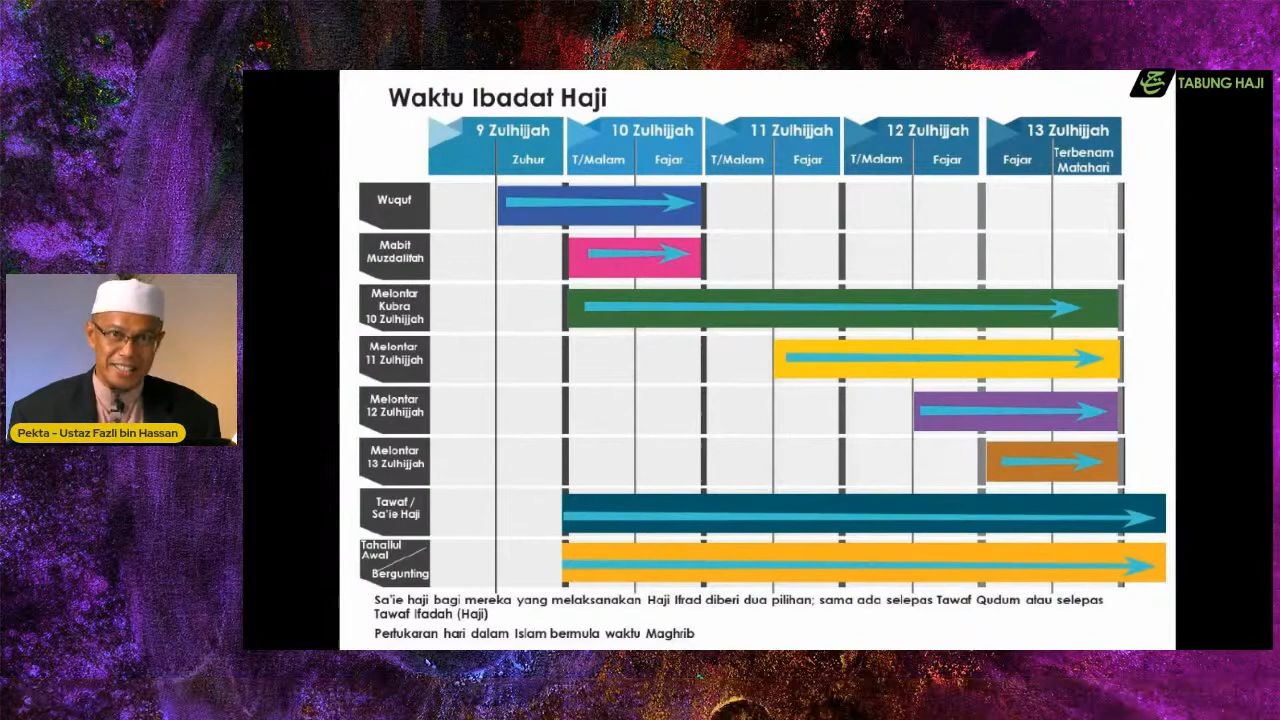 Waktu Ibadat Haji
TABUNG HAJI
9 Zulhijjah
10 Zulhijjah
11 Zulhijjah
12 Zulhijjah
13 Zulhijjah
Zuhur
T/Malam
Fajar
T/Malam
Fajar
T/Malam
Fajar
Fajar
Terbenam
Matahari
Wuquf
Mabit
Muzdalifah
Melontar
Kubra
10 Zulhijjah
Melontar
11 Zulhijjah
Melontar
12 Zulhijjah
Melontar
13 Zulhijjah
Tawaf /
Sa'ie Haji
Tahallul
Awal
Bergunting
Sa'ie haji bagi mereka yang melaksanakan Haji Ifrad diberi dua pilihan; sama ada selepas Tawaf Qudum atau selepas
Tawaf Ifadah (Haji)
Pertukaran hari dalam Islam bermula waktu Maghrib
Pekta - Ustaz Fazli bin Hassan